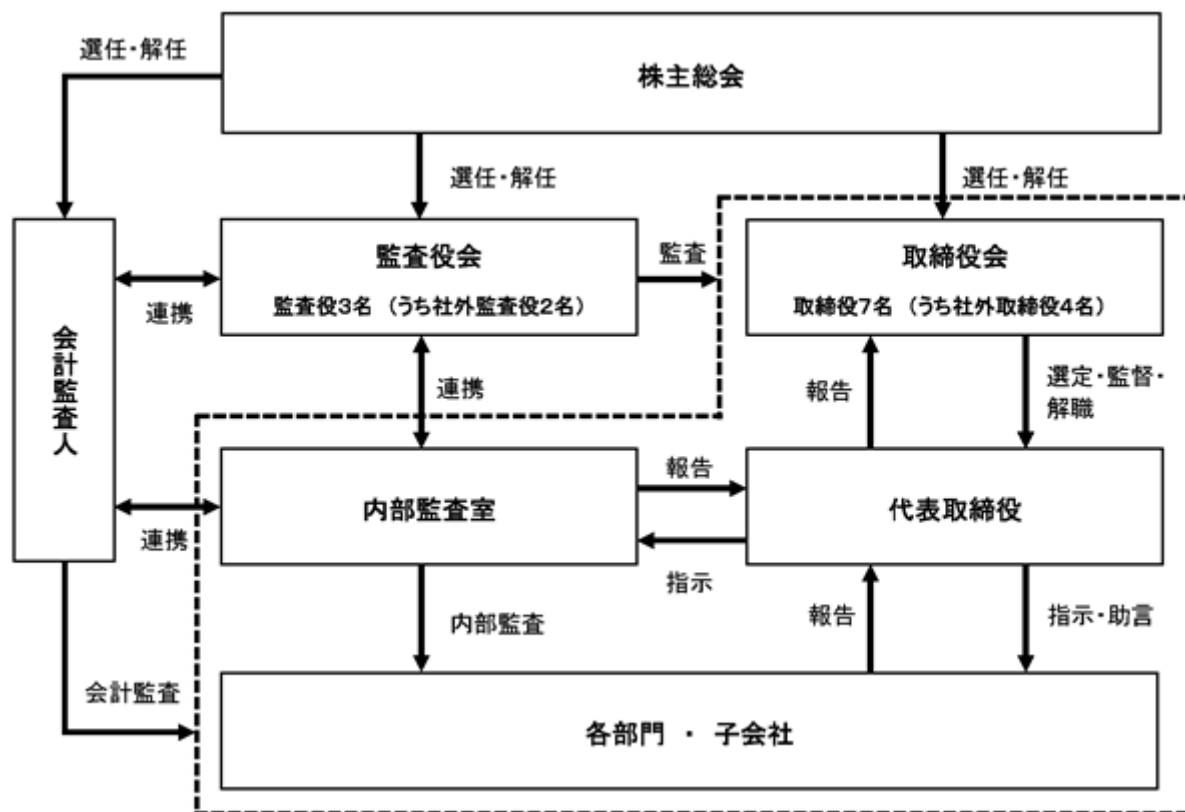 選任・解任
株主総会
選任・解任
選任・解任
監査役会
監査役3名 （うち社外監査役2名）
監査
取締役会
取締役7名 （うち社外取締役4名）
連携
会計監査人
連携
報告
選定・監督・
解職
内部監査室
報告
代表取締役
連携
指示
内部監査
報告
指示・助言
会計監査
各部門 ・ 子会社